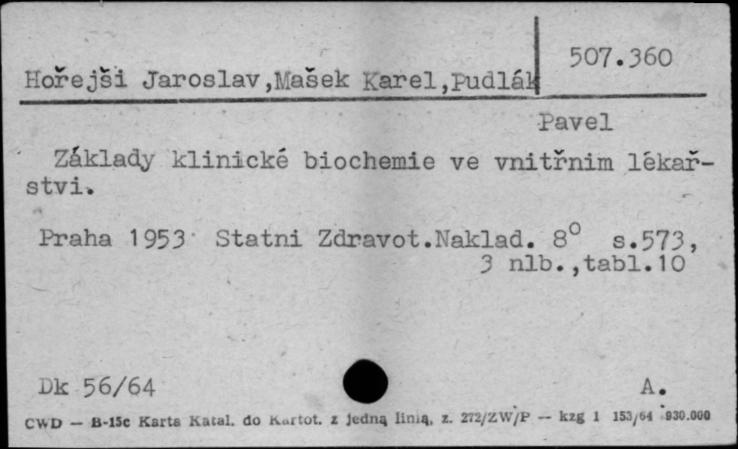 507.360
Hořejši Jaroslav,Mašek Karel,Pudlák
Pavel
Základy klinické biochemie ve vnitřnim lékař-
stvi.
Praha 1953 Statni Zdravot.Naklad. 8° s.573,
3 nlb.,tabl.10
Dk 56/64 A.
CWD — B-15c Karta Katal. do Kartot. z jedną linią, z. 272/ZW/P — kzg 1 153/64 930.000